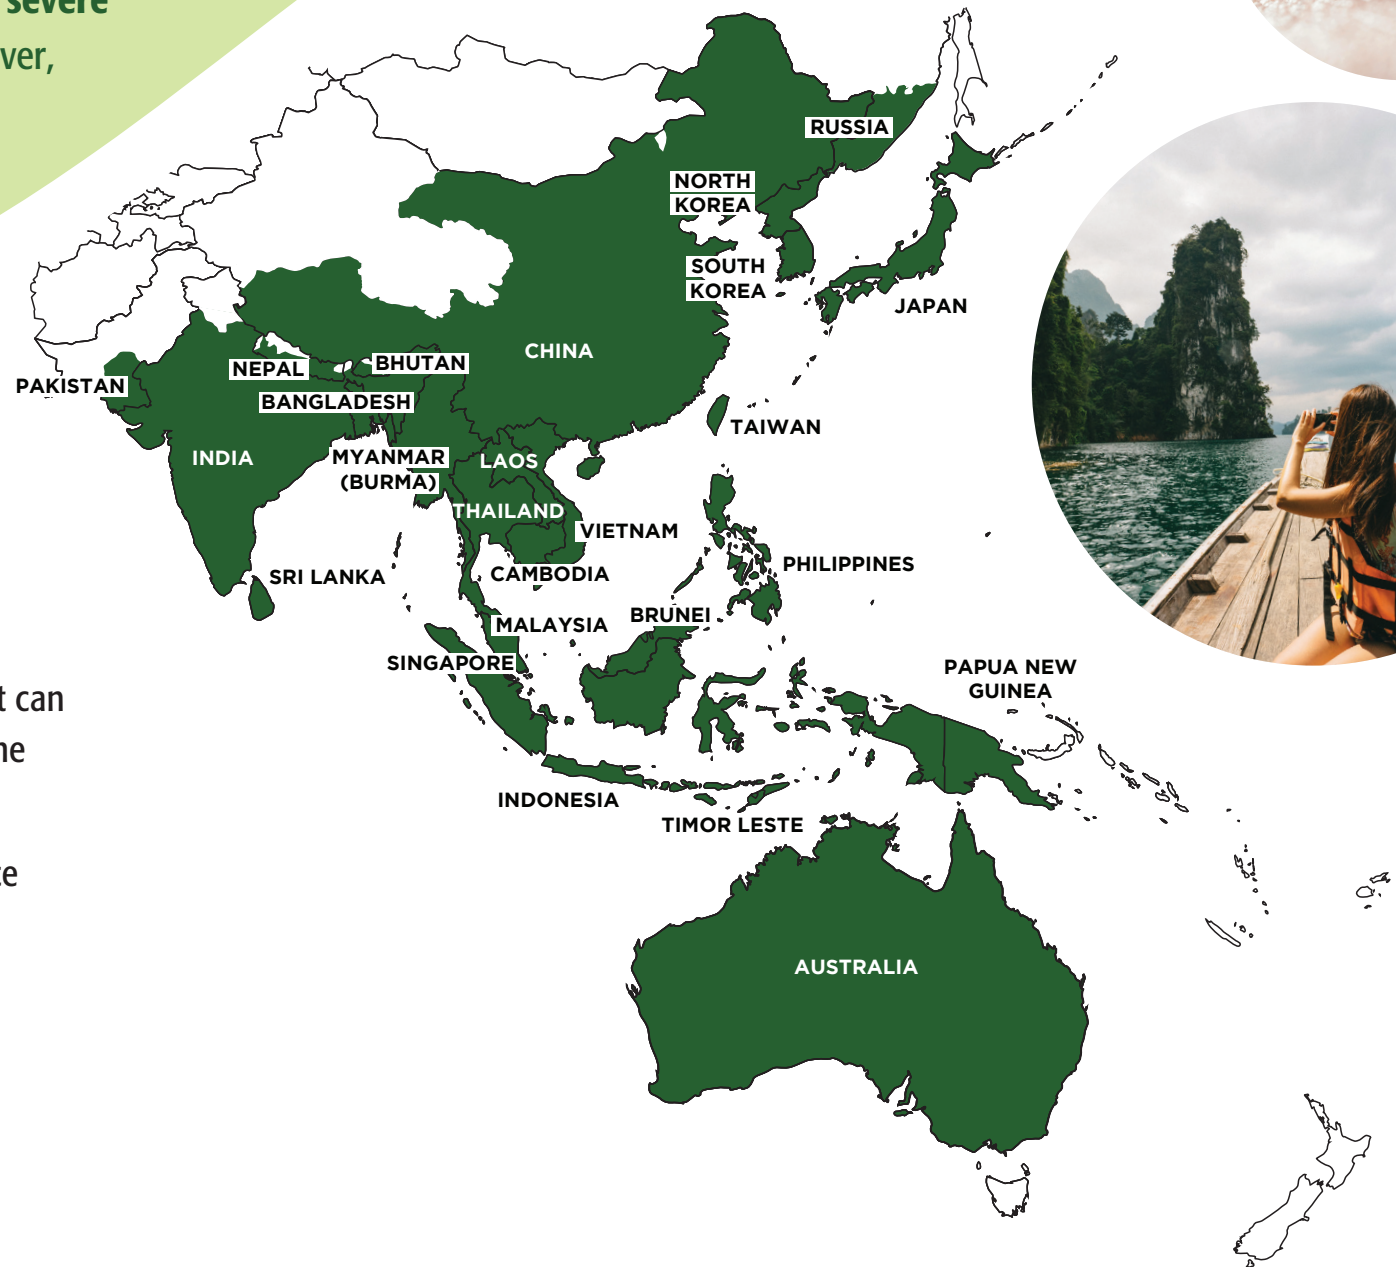 severe
ver,
RUSSIA
NORTH
KOREA
SOUTH
KOREA
JAPAN
CHINA
NEPAL
BHUTAN
PAKISTAN
BANGLADESH
TAIWAN
INDIA
MYANMAR
(BURMA)
LAOS
THAILAND
VIETNAM
PHILIPPINES
SRI LANKA
CAMBODIA
MALAYSIA
BRUNEI
SINGAPORE
PAPUA NEW
GUINEA
t can
INDONESIA
TIMOR LESTE
AUSTRALIA